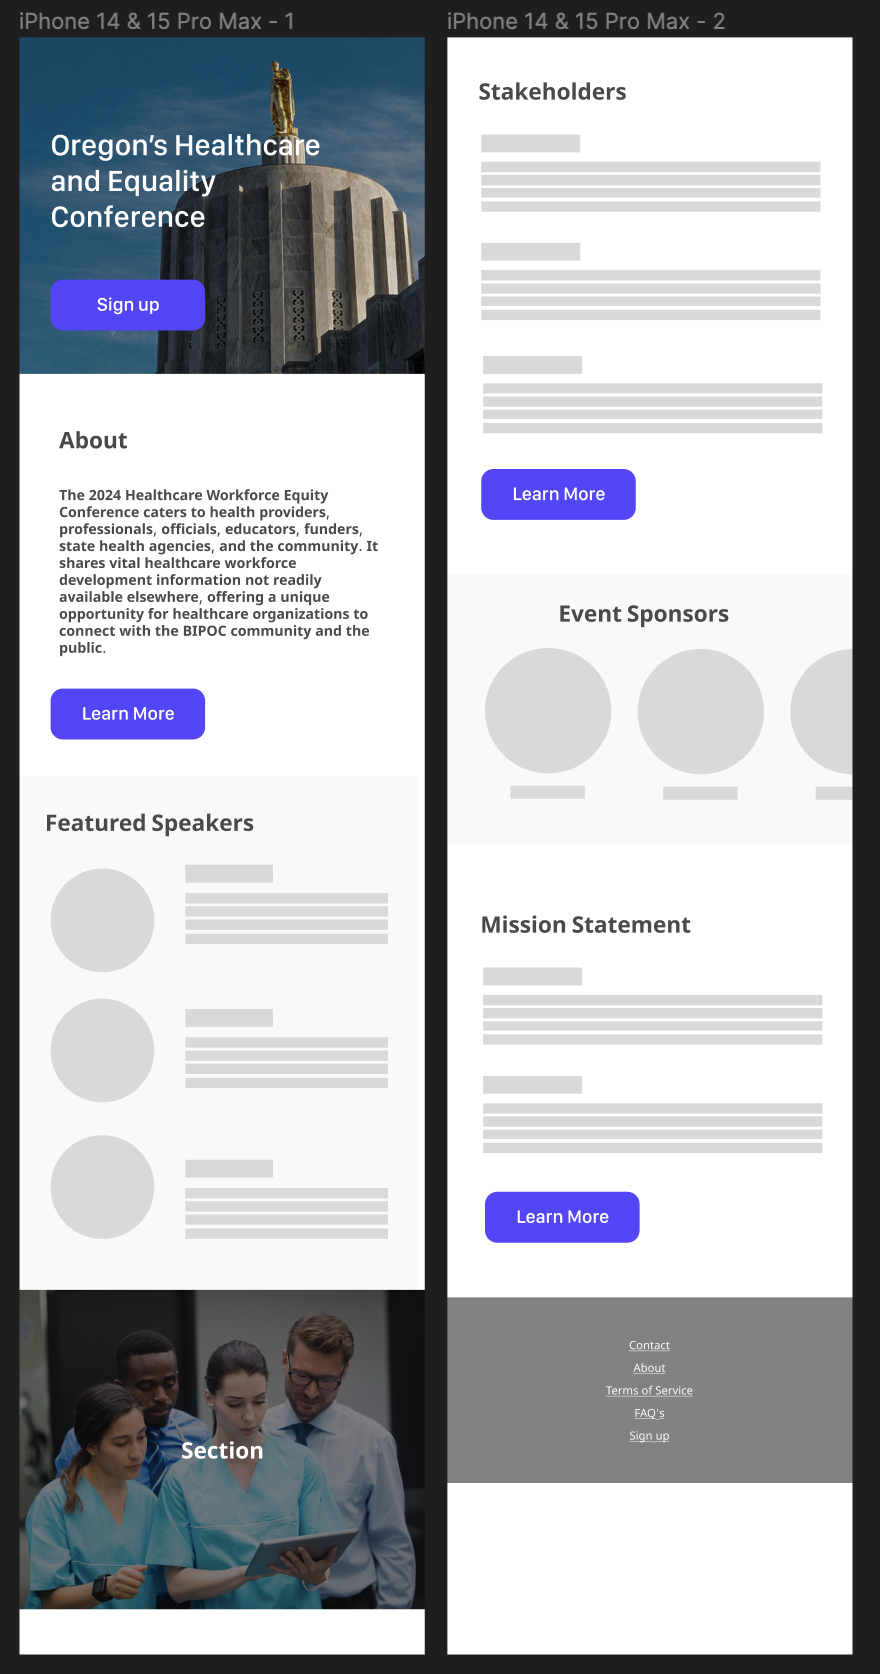 iPhone 14 & 15 Pro Max - 1
Oregon's Healthcare
and Equality
Conference
Sign up
About
The 2024 Healthcare Workforce Equity
Conference caters to health providers,
professionals, officials, educators, funders,
state health agencies, and the community. It
shares vital healthcare workforce
development information not readily
available elsewhere, offering a unique
opportunity for healthcare organizations to
connect with the BIPOC community and the
public.
Learn More
Featured Speakers
Section
iPhone 14 & 15 Pro Max - 2
Stakeholders
Learn More
Event Sponsors
Mission Statement
Learn More
Contact
About
Terms of Service
FAQ's
Sign up